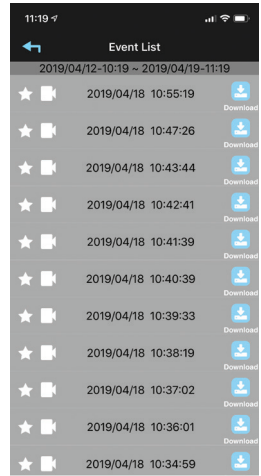 11:19
Event List
2019/04/12-10:19 ~ 2019/04/19-11:19
2019/04/18 10:55:19
Download
2019/04/18 10:47:26
Download
2019/04/18 10:43:44
Download
2019/04/18 10:42:41
Download
2019/04/18 10:41:39
Download
2019/04/18 10:40:39
Download
2019/04/18 10:39:33
Download
2019/04/18 10:38:19
Download
2019/04/18 10:37:02
Download
2019/04/18 10:36:01
Download
2019/04/18 10:34:59